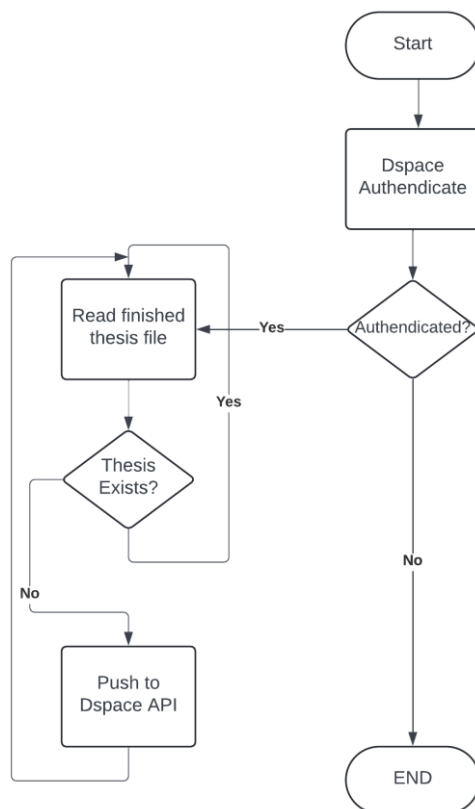 Start
Dspace
Authendicate
Authendicated?
Yes
Read finished
thesis file
Yes
Thesis
Exists?
No
No
Push to
Dspace API
END